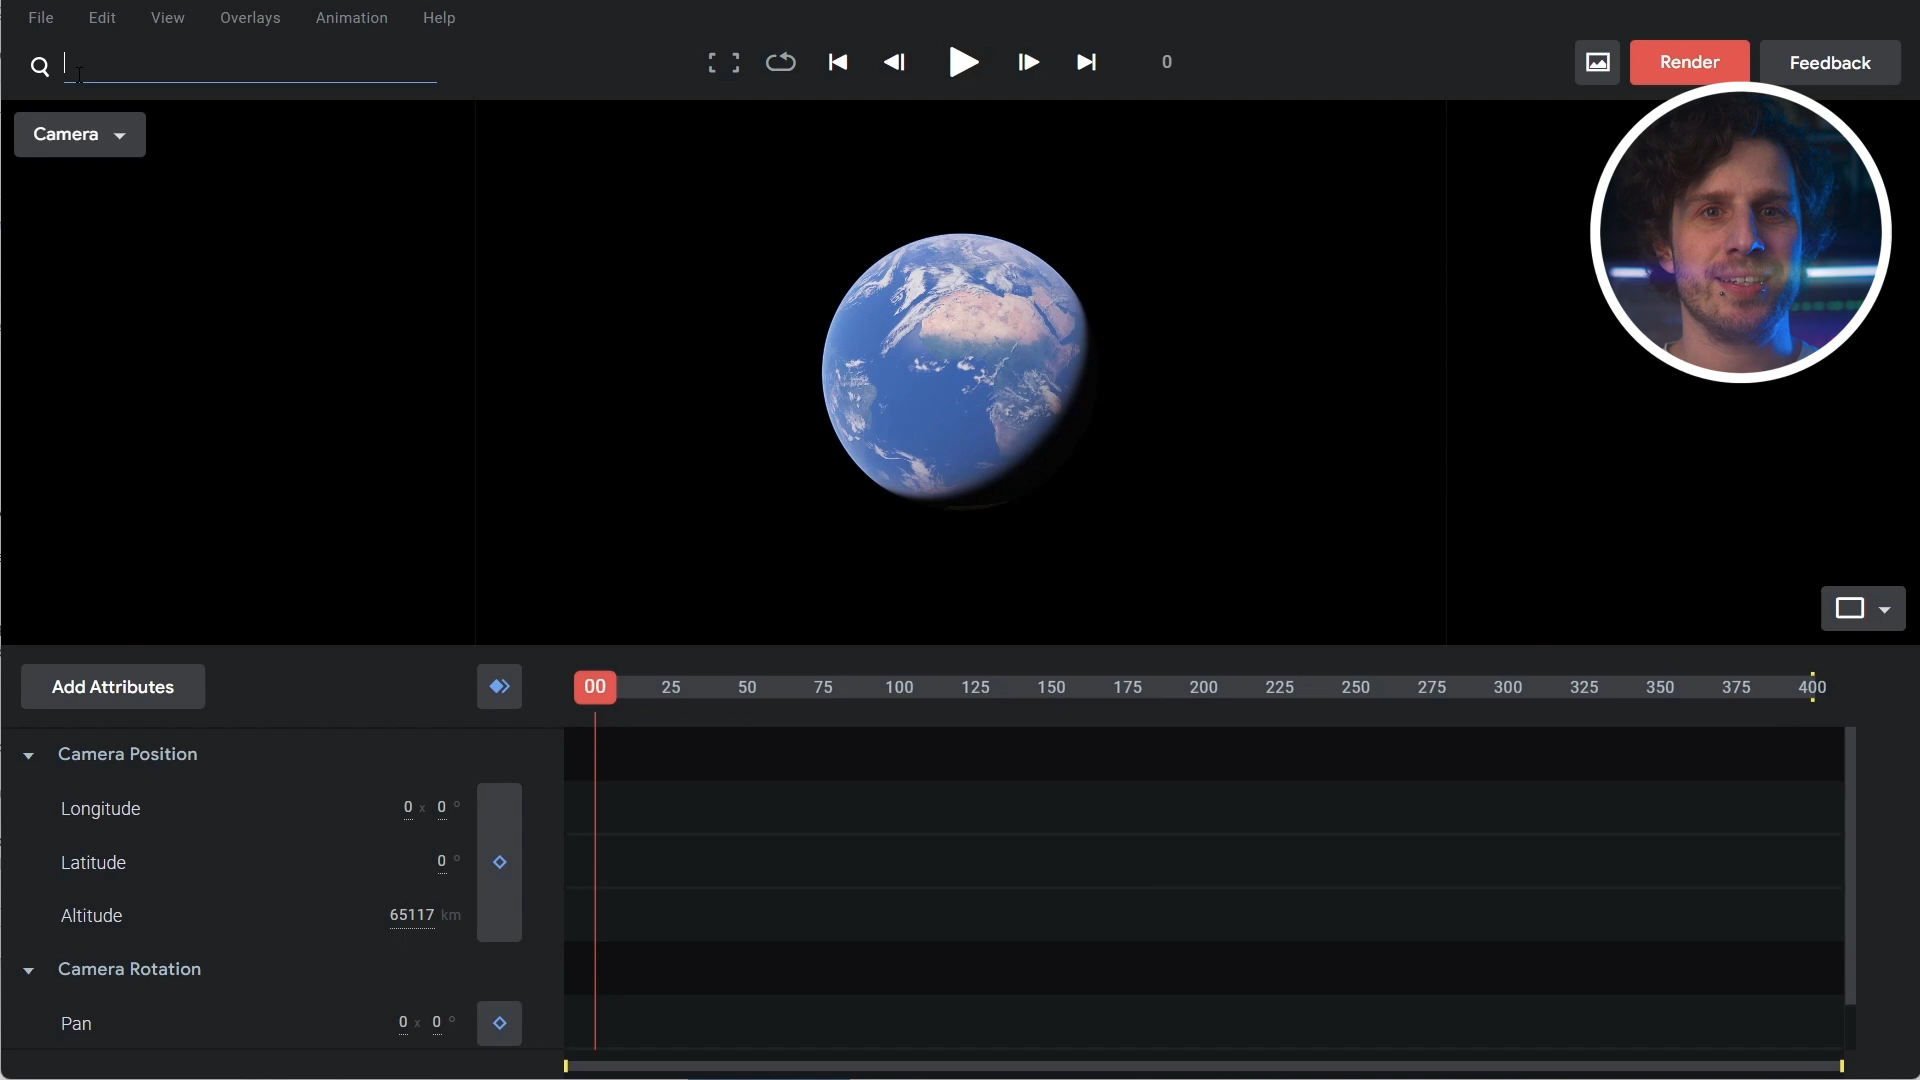 File Edit View Overlays Animation Help
0
Render
Feedback
Camera
Add Attributes
00 25 50 75 100 125 150 175 200 225 250 275 300 325 350 375 400
Camera Position
Longitude 0 x 0 °
Latitude 0 °
Altitude 65117 km
Camera Rotation
Pan 0 x 0 °